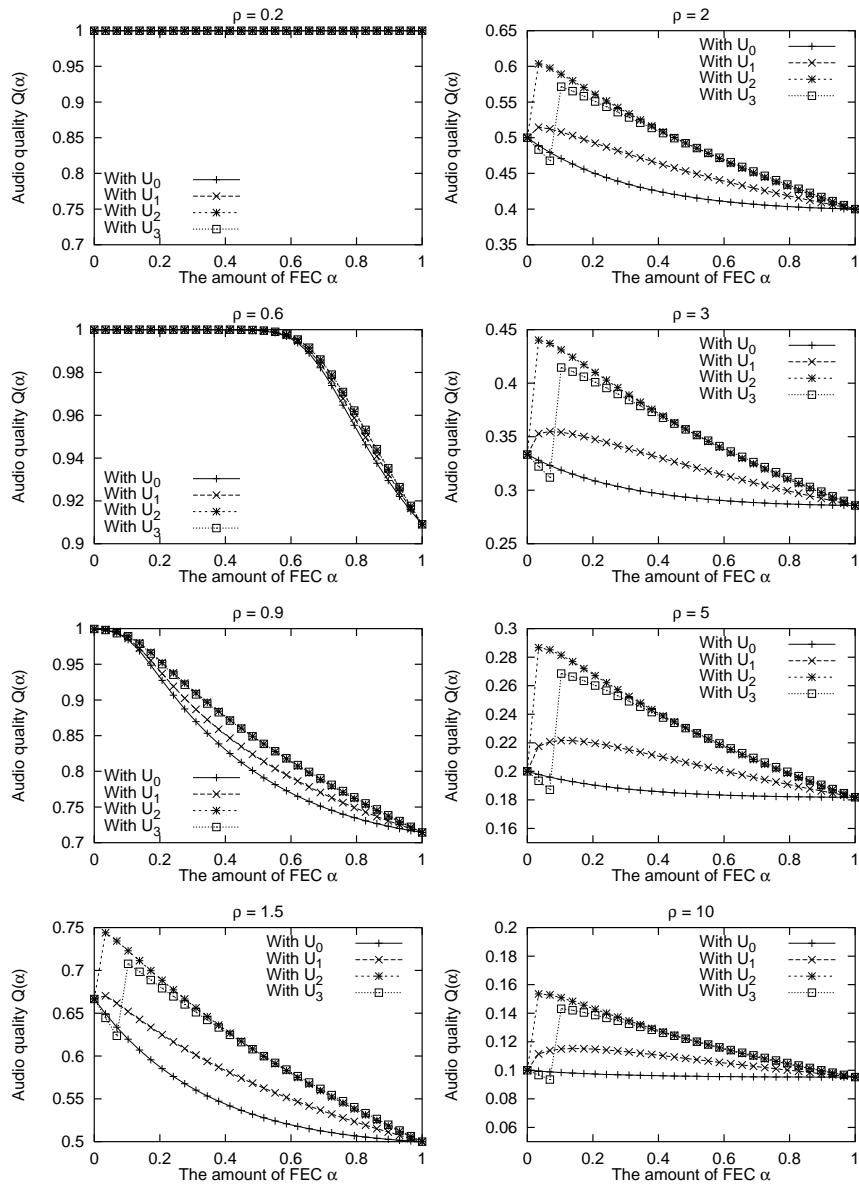 ρ = 0.2
Audio quality Q(α)
1
0.95
0.9
0.85
0.8
0.75
0.7
With U0
With U1
With U2
With U3
0 0.2 0.4 0.6 0.8 1
The amount of FEC α
ρ = 2
Audio quality Q(α)
0.65
0.6
0.55
0.5
0.45
0.4
0.35
With U0
With U1
With U2
With U3
0 0.2 0.4 0.6 0.8 1
The amount of FEC α
ρ = 0.6
Audio quality Q(α)
1
0.98
0.96
0.94
0.92
0.9
With U0
With U1
With U2
With U3
0 0.2 0.4 0.6 0.8 1
The amount of FEC α
ρ = 3
Audio quality Q(α)
0.45
0.4
0.35
0.3
0.25
With U0
With U1
With U2
With U3
0 0.2 0.4 0.6 0.8 1
The amount of FEC α
ρ = 0.9
Audio quality Q(α)
1
0.95
0.9
0.85
0.8
0.75
0.7
With U0
With U1
With U2
With U3
0 0.2 0.4 0.6 0.8 1
The amount of FEC α
ρ = 5
Audio quality Q(α)
0.3
0.28
0.26
0.24
0.22
0.2
0.18
0.16
With U0
With U1
With U2
With U3
0 0.2 0.4 0.6 0.8 1
The amount of FEC α
ρ = 1.5
Audio quality Q(α)
0.75
0.7
0.65
0.6
0.55
0.5
With U0
With U1
With U2
With U3
0 0.2 0.4 0.6 0.8 1
The amount of FEC α
ρ = 10
Audio quality Q(α)
0.2
0.18
0.16
0.14
0.12
0.1
0.08
0.06
With U0
With U1
With U2
With U3
0 0.2 0.4 0.6 0.8 1
The amount of FEC α